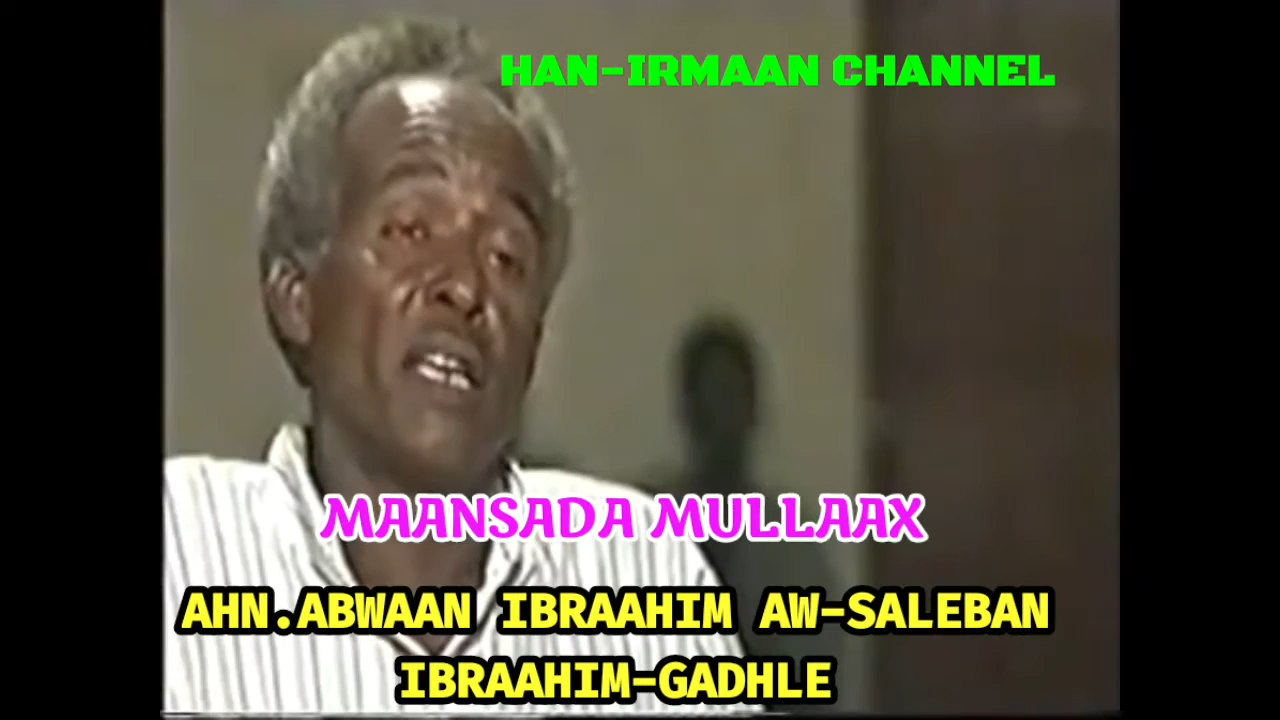 HAN-IRMAAN CHANNEL
MAANSADA MULLAAX
AHN.ABWAAN IBRAAHIM AW-SALEBAN
IBRAAHIM-GADHLE